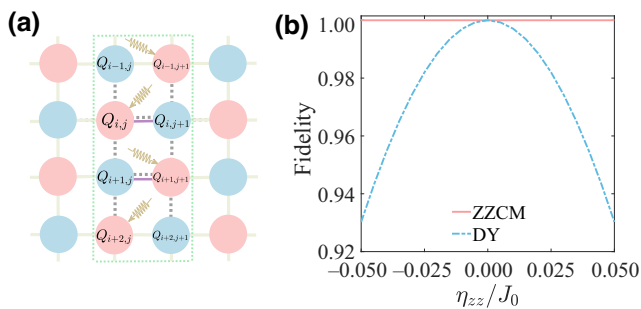 (a)
Q_{i−1,j}
Q_{i−1,j+1}
Q_{i,j}
Q_{i,j+1}
Q_{i+1,j}
Q_{i+1,j+1}
Q_{i+2,j}
Q_{i+2,j+1}
(b)
Fidelity
1.00
0.98
0.96
0.94
0.92
ZZCM
DY
−0.050 −0.025 0.000 0.025 0.050
η_{zz}/J_0